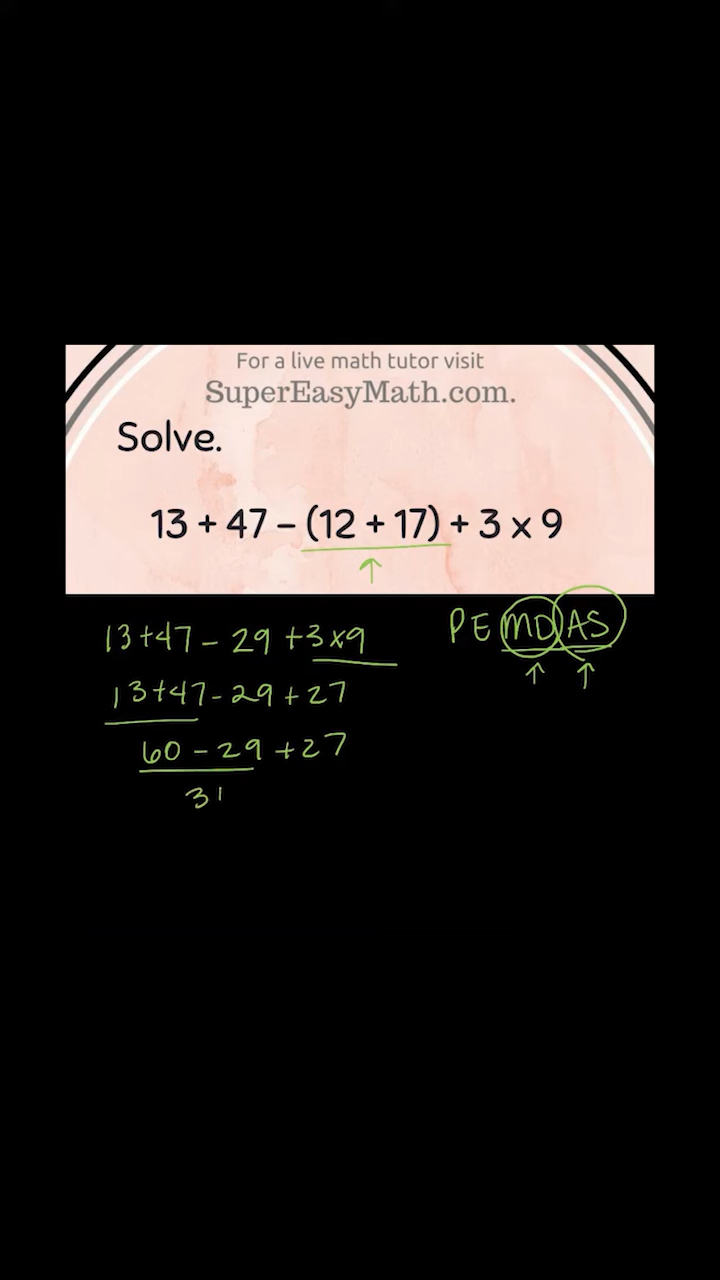 For a live math tutor visit
SuperEasyMath.com.
Solve.
13 + 47 – (12 + 17) + 3 x 9
13+47 - 29 +3x9
PEMDAS
13+47-29+27
60 - 29 +27
31